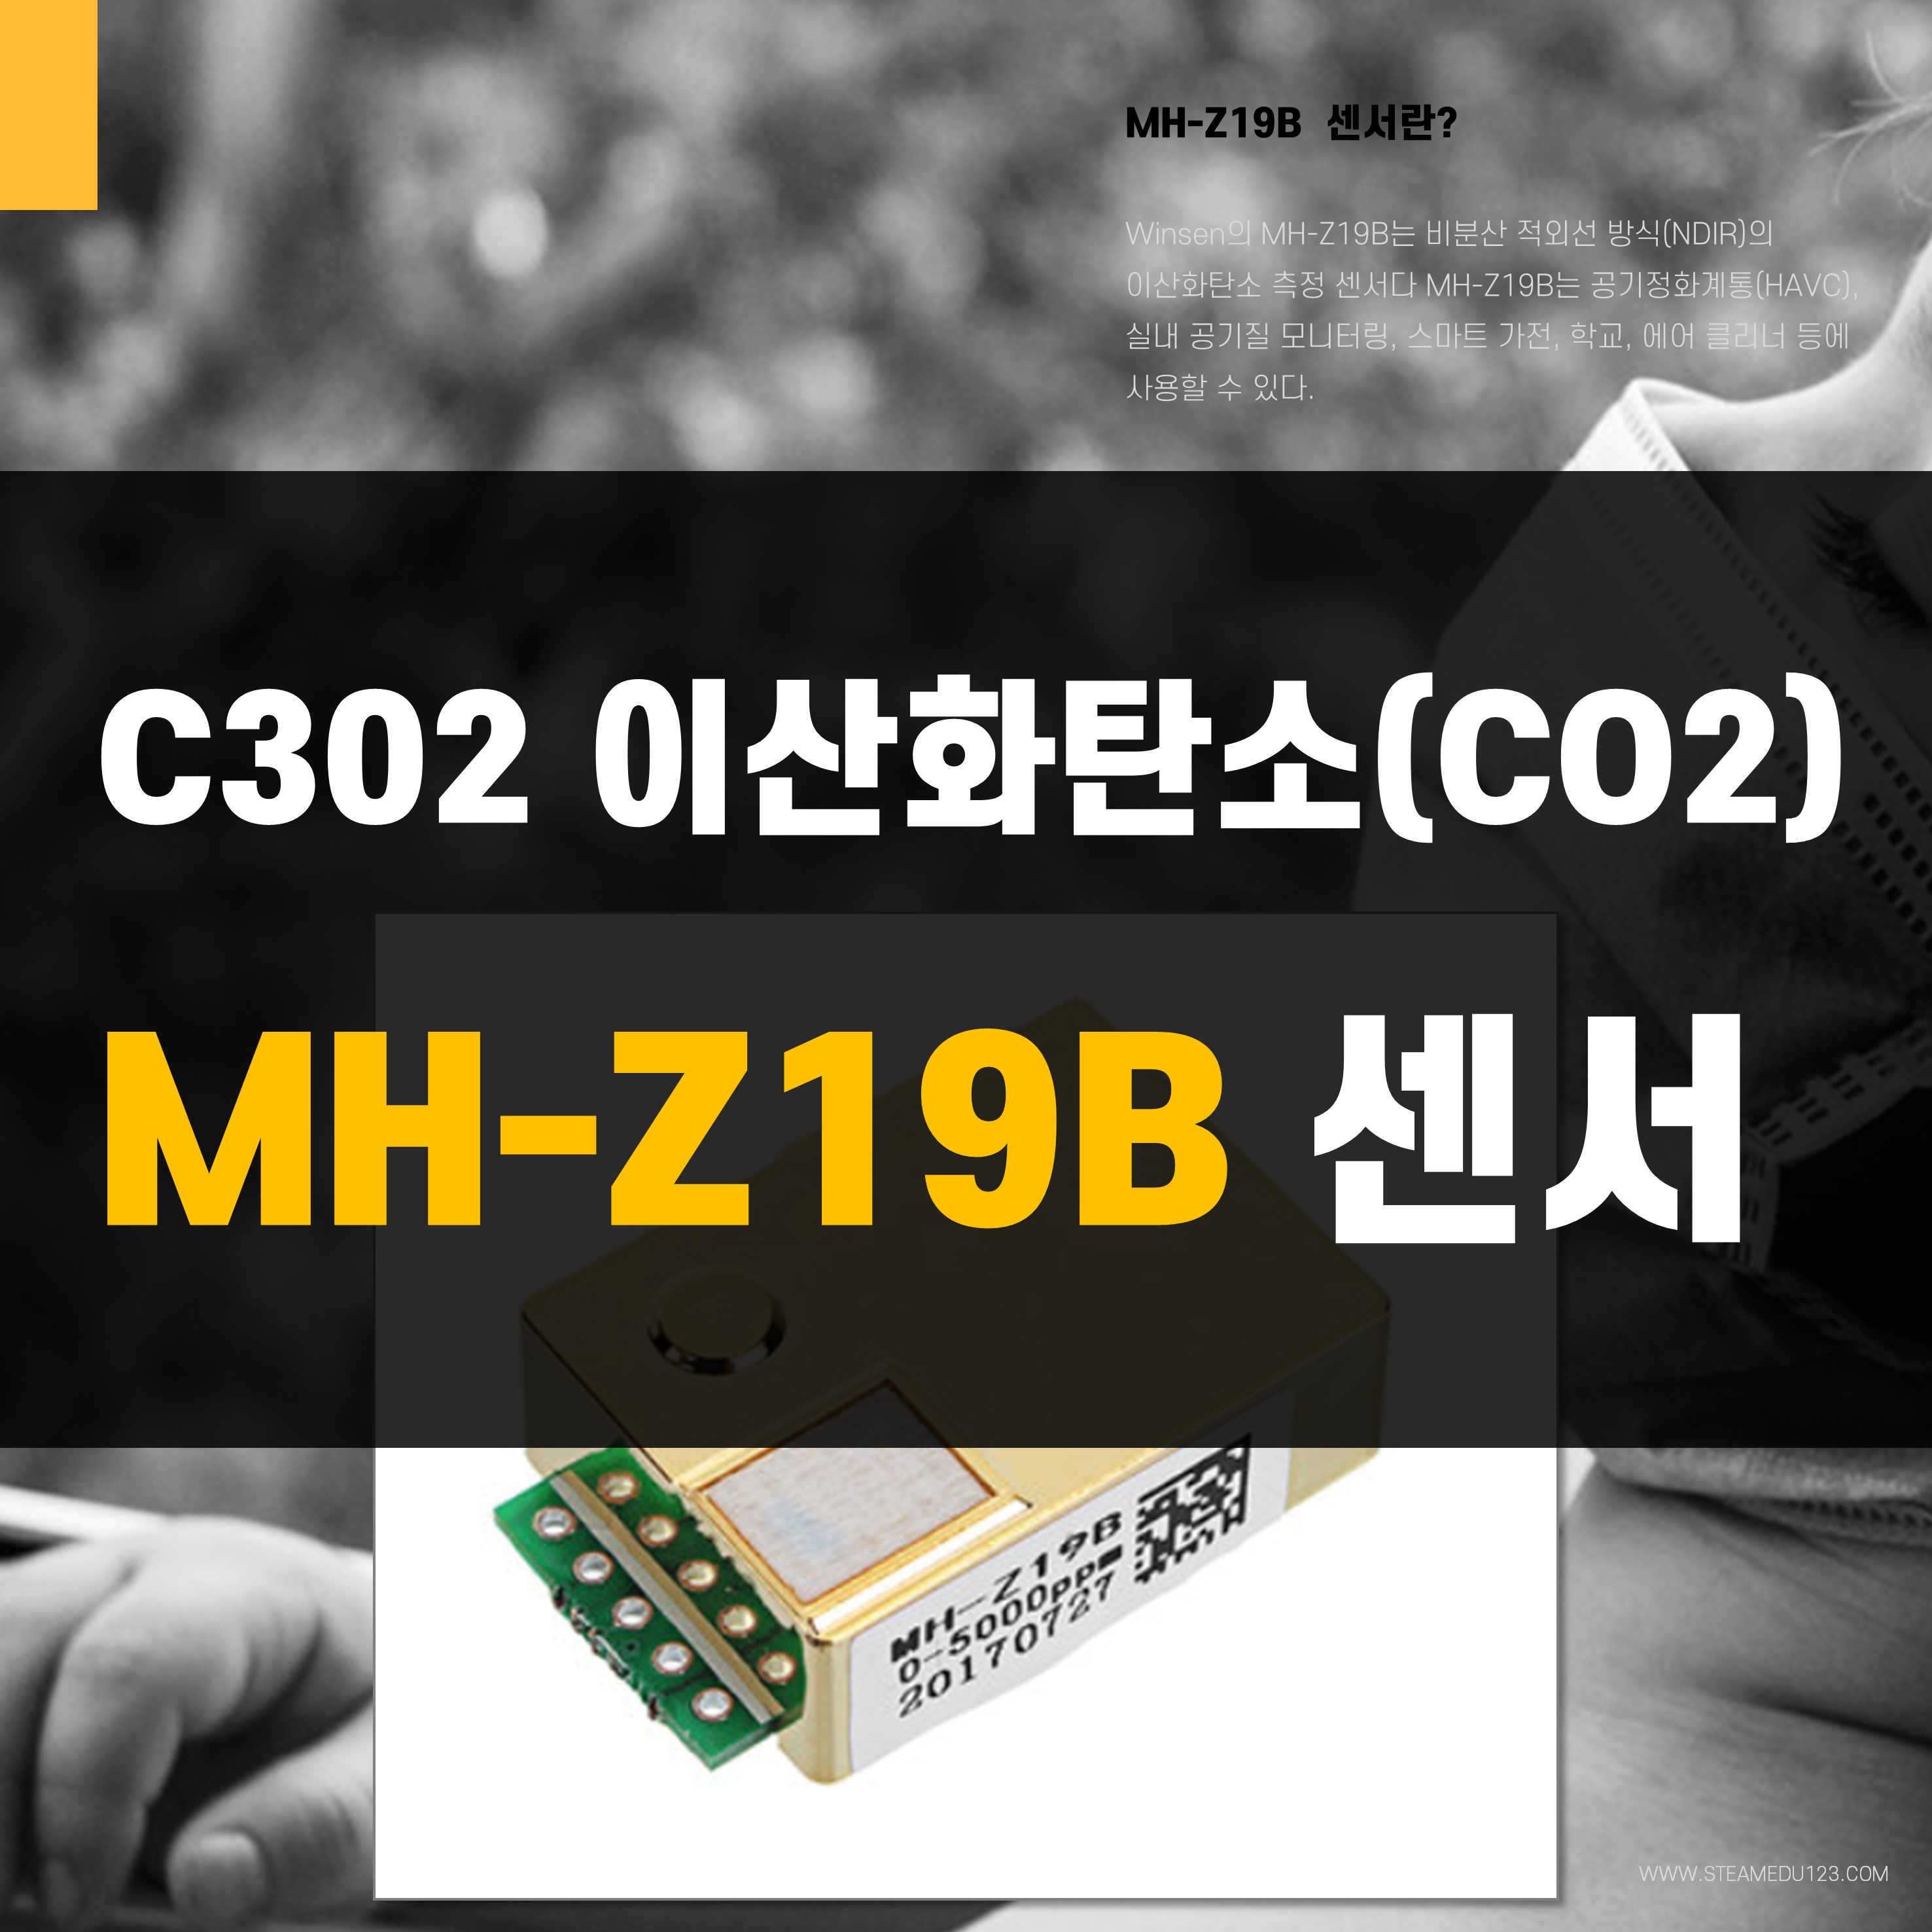 MH-Z19B 센서란?
Winsen의 MH-Z19B는 비분산 적외선 방식(NDIR)의
이산화탄소 측정 센서다 MH-Z19B는 공기정화계통(HAVC),
실내 공기질 모니터링, 스마트 가전, 학교, 에어 클리너 등에
사용할 수 있다.
C302 이산화탄소(CO2)
MH-Z19B 센서
MH-Z19B
0-5000ppm
20170727
WWW.STEAMEDU123.COM